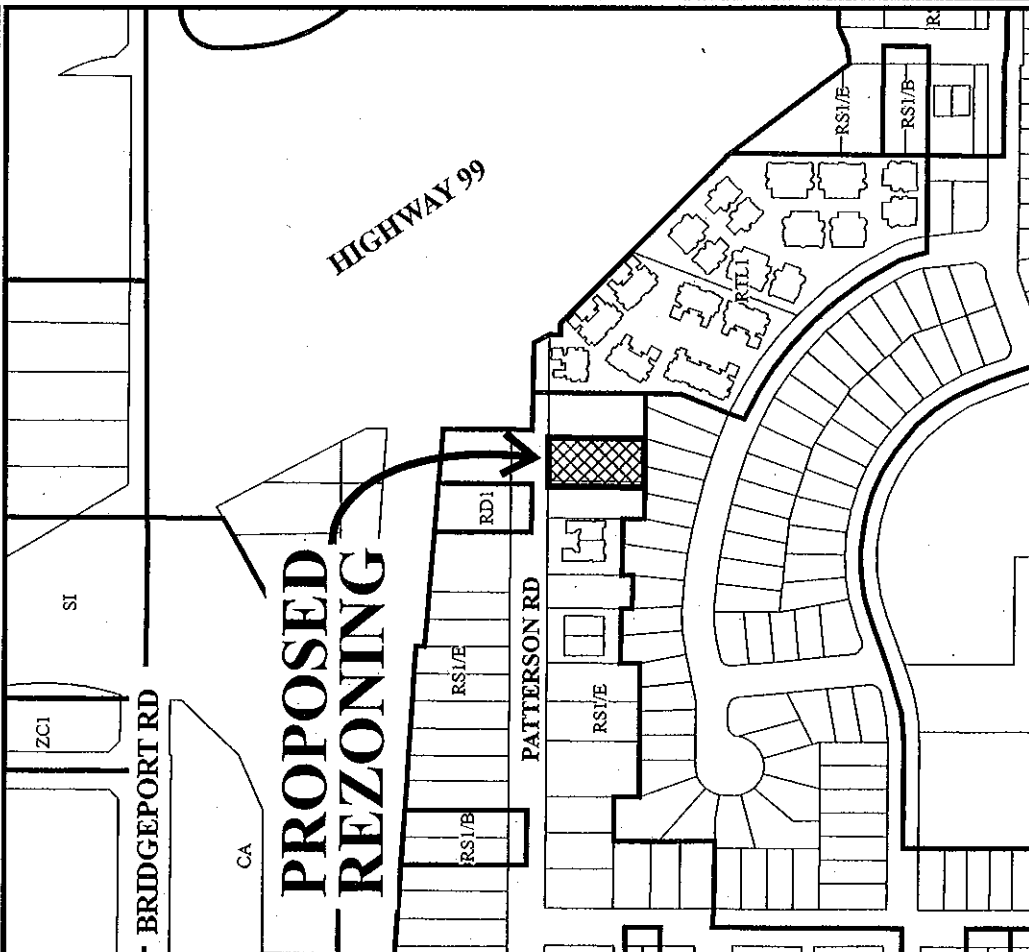 HIGHWAY 99
RS1/E
RS1/B
RTL1
RD1
PROPOSED
REZONING
SI
ZC1
BRIDGEPORT RD
CA
RS1/E
PATTERSON RD
RS1/E
RS1/B